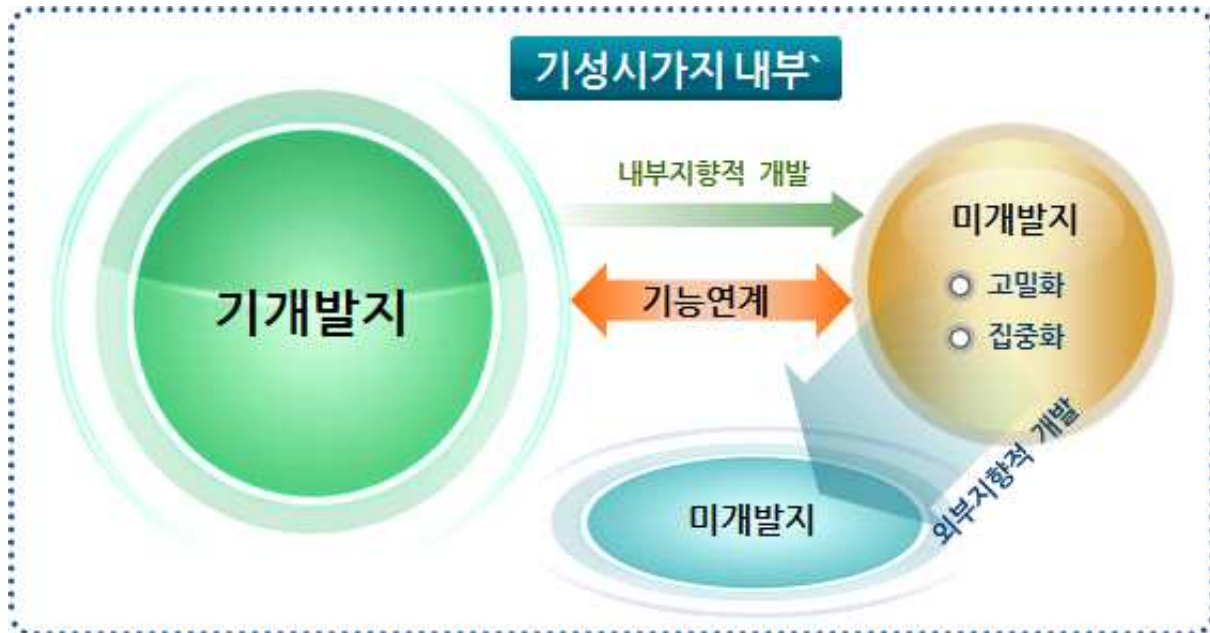 기성시가지 내부`
내부지향적 개발
기개발지
기능연계
미개발지
고밀화
집중화
외부지향적 개발
미개발지